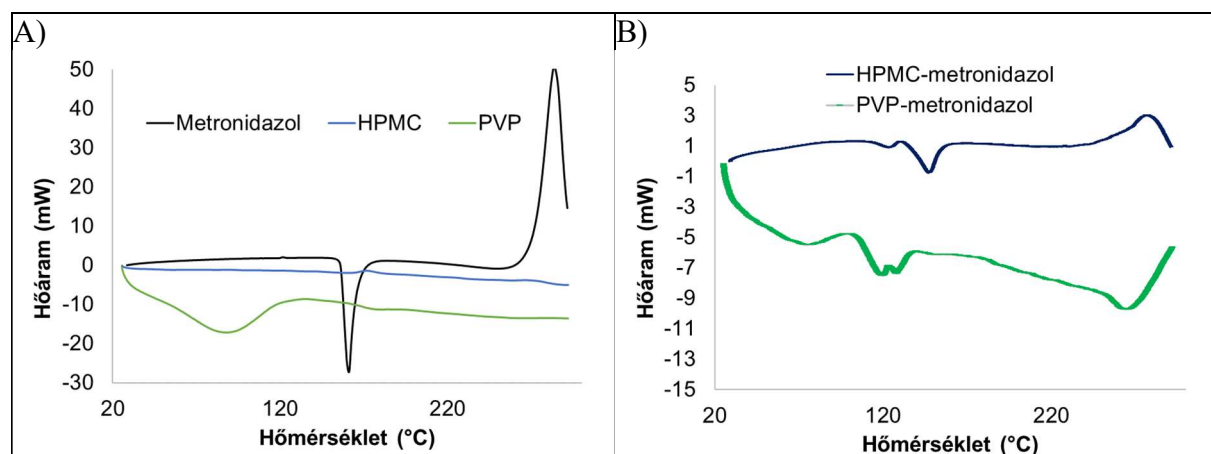 A)
50
40
30
20
10
0
-10
-20
-30
Hőáram (mW)
Metronidazol HPMC PVP
20 120 220
Hőmérséklet (°C)
B)
HPMC-metronidazol
PVP-metronidazol
5
3
1
-1
-3
-5
-7
-9
-11
-13
-15
Hőáram (mW)
20 120 220
Hőmérséklet (°C)